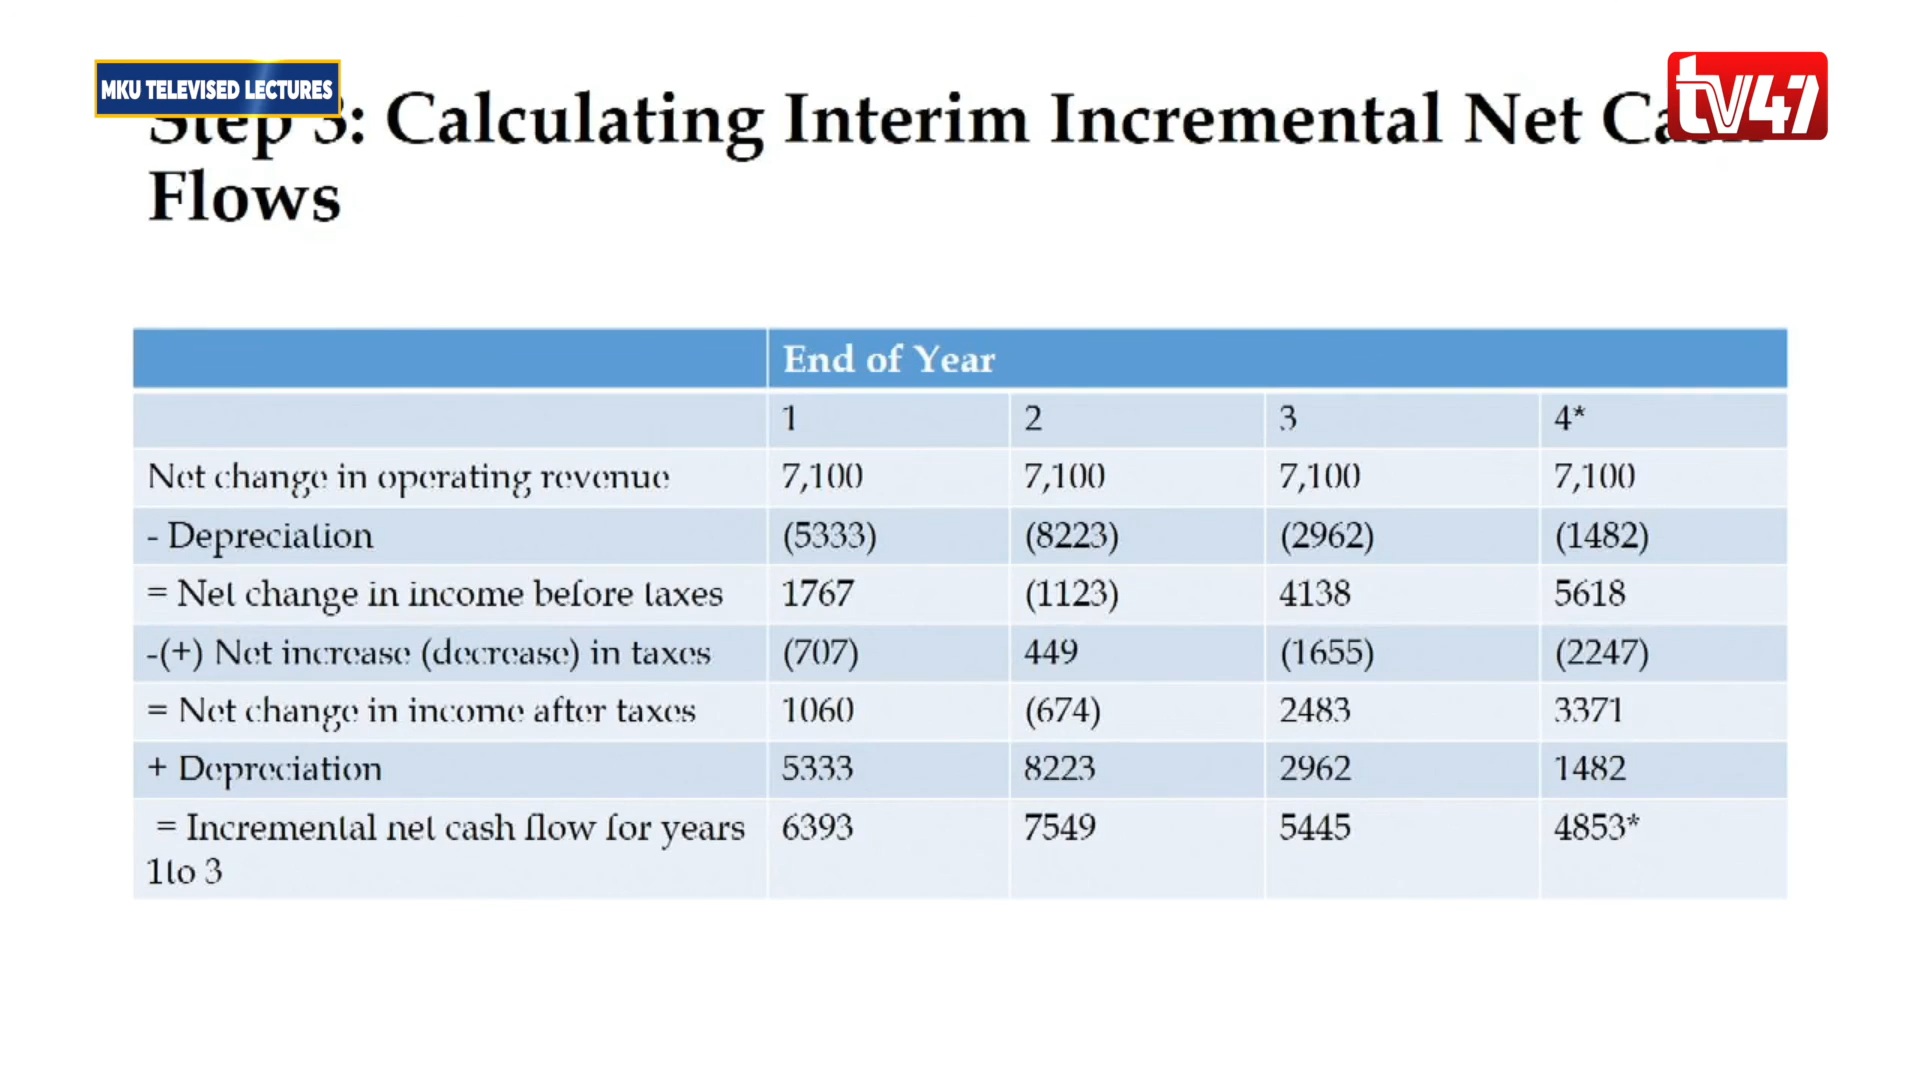 MKU TELEVISED LECTURES
tv47
Step 3: Calculating Interim Incremental Net Cash
Flows
End of Year
1 2 3 4*
Net change in operating revenue 7,100 7,100 7,100 7,100
- Depreciation (5333) (8223) (2962) (1482)
= Net change in income before taxes 1767 (1123) 4138 5618
-(+) Net increase (decrease) in taxes (707) 449 (1655) (2247)
= Net change in income after taxes 1060 (674) 2483 3371
+ Depreciation 5333 8223 2962 1482
= Incremental net cash flow for years 6393 7549 5445 4853*
1to 3